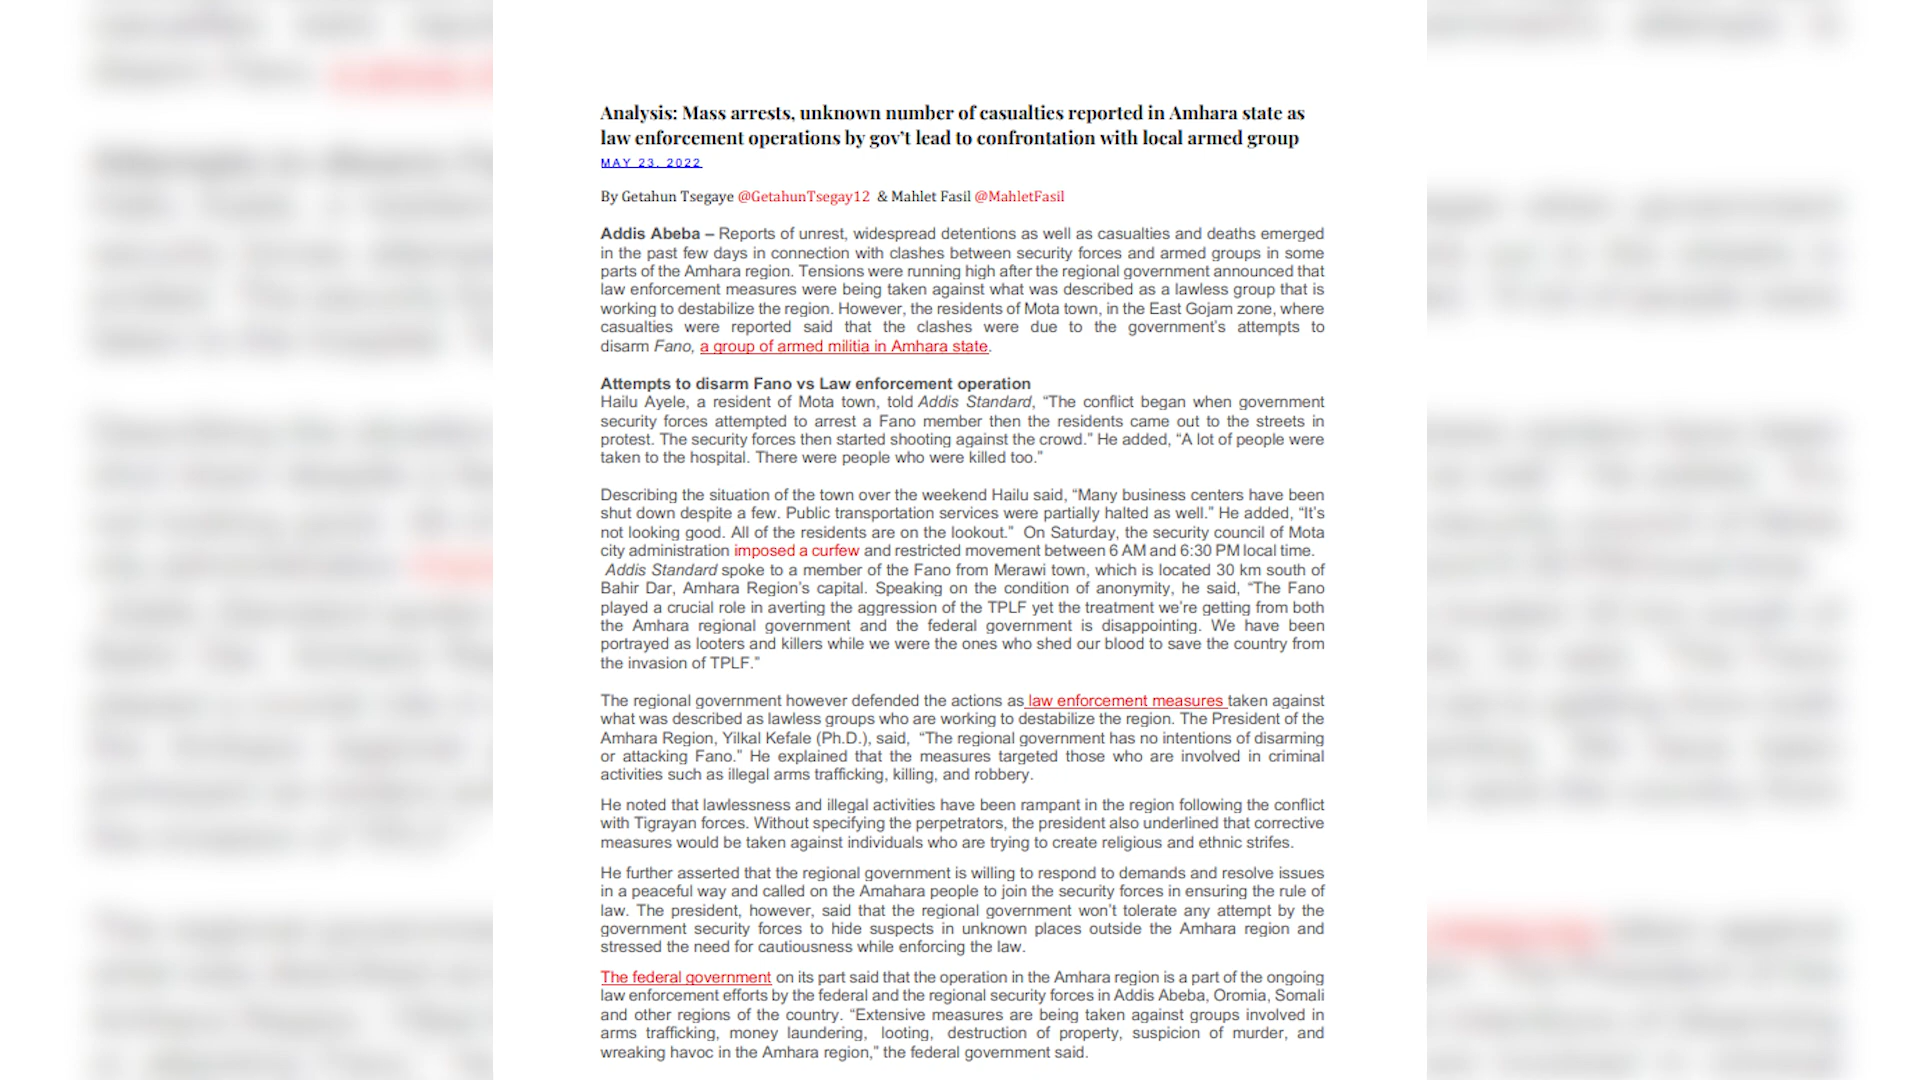 Analysis: Mass arrests, unknown number of casualties reported in Amhara state as
law enforcement operations by gov't lead to confrontation with local armed group
MAY 23, 2022
By Getahun Tsegaye @GetahunTsegay12 & Mahlet Fasil @MahletFasil
Addis Abeba – Reports of unrest, widespread detentions as well as casualties and deaths emerged
in the past few days in connection with clashes between security forces and armed groups in some
parts of the Amhara region. Tensions were running high after the regional government announced that
law enforcement measures were being taken against what was described as a lawless group that is
working to destabilize the region. However, the residents of Mota town, in the East Gojam zone, where
casualties were reported said that the clashes were due to the government's attempts to
disarm Fano, a group of armed militia in Amhara state.
Attempts to disarm Fano vs Law enforcement operation
Hailu Ayele, a resident of Mota town, told Addis Standard, “The conflict began when government
security forces attempted to arrest a Fano member then the residents came out to the streets in
protest. The security forces then started shooting against the crowd.” He added, “A lot of people were
taken to the hospital. There were people who were killed too.”
Describing the situation of the town over the weekend Hailu said, “Many business centers have been
shut down despite a few. Public transportation services were partially halted as well.” He added, “It's
not looking good. All of the residents are on the lookout.” On Saturday, the security council of Mota
city administration imposed a curfew and restricted movement between 6 AM and 6:30 PM local time.
Addis Standard spoke to a member of the Fano from Merawi town, which is located 30 km south of
Bahir Dar, Amhara Region's capital. Speaking on the condition of anonymity, he said, “The Fano
played a crucial role in averting the aggression of the TPLF yet the treatment we're getting from both
the Amhara regional government and the federal government is disappointing. We have been
portrayed as looters and killers while we were the ones who shed our blood to save the country from
the invasion of TPLF.”
The regional government however defended the actions as law enforcement measures taken against
what was described as lawless groups who are working to destabilize the region. The President of the
Amhara Region, Yilkal Kefale (Ph.D.), said, “The regional government has no intentions of disarming
or attacking Fano.” He explained that the measures targeted those who are involved in criminal
activities such as illegal arms trafficking, killing, and robbery.
He noted that lawlessness and illegal activities have been rampant in the region following the conflict
with Tigrayan forces. Without specifying the perpetrators, the president also underlined that corrective
measures would be taken against individuals who are trying to create religious and ethnic strifes.
He further asserted that the regional government is willing to respond to demands and resolve issues
in a peaceful way and called on the Amahara people to join the security forces in ensuring the rule of
law. The president, however, said that the regional government won't tolerate any attempt by the
government security forces to hide suspects in unknown places outside the Amhara region and
stressed the need for cautiousness while enforcing the law.
The federal government on its part said that the operation in the Amhara region is a part of the ongoing
law enforcement efforts by the federal and the regional security forces in Addis Abeba, Oromia, Somali
and other regions of the country. “Extensive measures are being taken against groups involved in
arms trafficking, money laundering, looting, destruction of property, suspicion of murder, and
wreaking havoc in the Amhara region,” the federal government said.